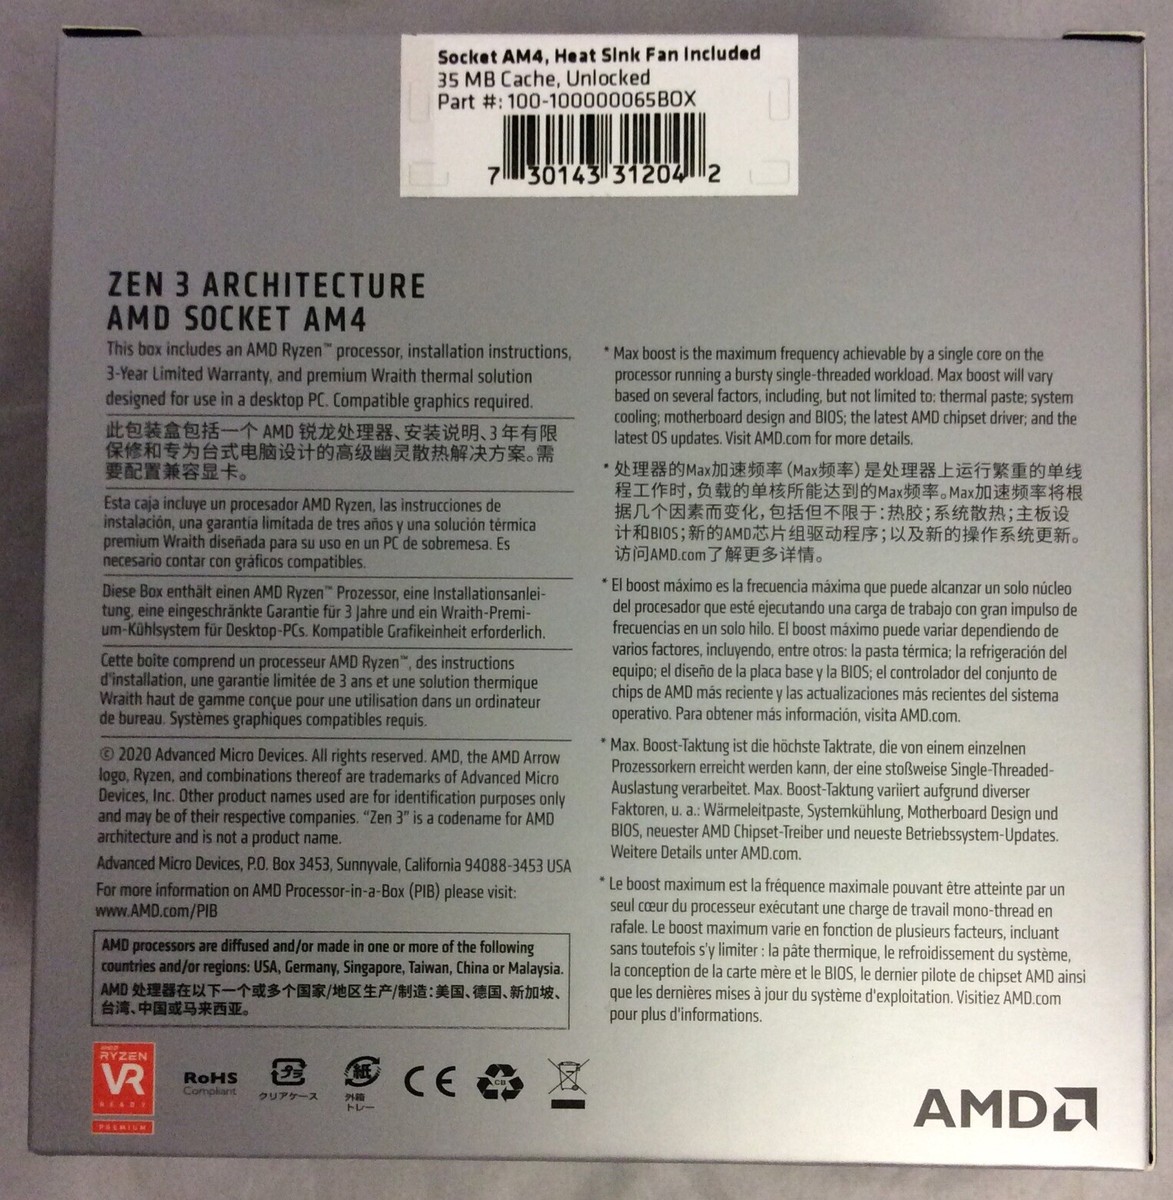 Socket AM4, Heat Sink Fan Included
35 MB Cache, Unlocked
Part #: 100-100000065BOX
7 30143 31204 2
ZEN 3 ARCHITECTURE
AMD SOCKET AM4
This box includes an AMD Ryzen™ processor, installation instructions,
3-Year Limited Warranty, and premium Wraith thermal solution
designed for use in a desktop PC. Compatible graphics required.
此包装盒包括一个 AMD 锐龙处理器、安装说明、3 年有限
保修和专为台式电脑设计的高级幽灵散热解决方案。需
要配置兼容显卡。
Esta caja incluye un procesador AMD Ryzen, las instrucciones de
instalación, una garantía limitada de tres años y una solución térmica
premium Wraith diseñada para su uso en un PC de sobremesa. Es
necesario contar con gráficos compatibles.
Diese Box enthält einen AMD Ryzen™ Prozessor, eine Installationsanlei-
tung, eine eingeschränkte Garantie für 3 Jahre und ein Wraith-Premi-
um-Kühlsystem für Desktop-PCs. Kompatible Grafikeinheit erforderlich.
Cette boîte comprend un processeur AMD Ryzen™, des instructions
d'installation, une garantie limitée de 3 ans et une solution thermique
Wraith haut de gamme conçue pour une utilisation dans un ordinateur
de bureau. Systèmes graphiques compatibles requis.
© 2020 Advanced Micro Devices. All rights reserved. AMD, the AMD Arrow
logo, Ryzen, and combinations thereof are trademarks of Advanced Micro
Devices, Inc. Other product names used are for identification purposes only
and may be of their respective companies. “Zen 3” is a codename for AMD
architecture and is not a product name.
Advanced Micro Devices, P.O. Box 3453, Sunnyvale, California 94088-3453 USA
For more information on AMD Processor-in-a-Box (PIB) please visit:
www.AMD.com/PIB
AMD processors are diffused and/or made in one or more of the following
countries and/or regions: USA, Germany, Singapore, Taiwan, China or Malaysia.
AMD 处理器在以下一个或多个国家/地区生产/制造：美国、德国、新加坡、
台湾、中国或马来西亚。
* Max boost is the maximum frequency achievable by a single core on the
processor running a bursty single-threaded workload. Max boost will vary
based on several factors, including, but not limited to: thermal paste; system
cooling; motherboard design and BIOS; the latest AMD chipset driver; and the
latest OS updates. Visit AMD.com for more details.
* 处理器的Max加速频率（Max频率）是处理器上运行繁重的单线
程工作时，负载的单核所能达到的Max频率。Max加速频率将根
据几个因素而变化，包括但不限于：热胶；系统散热；主板设
计和BIOS；新的AMD芯片组驱动程序；以及新的操作系统更新。
访问AMD.com了解更多详情。
* El boost máximo es la frecuencia máxima que puede alcanzar un solo núcleo
del procesador que esté ejecutando una carga de trabajo con gran impulso de
frecuencias en un solo hilo. El boost máximo puede variar dependiendo de
varios factores, incluyendo, entre otros: la pasta térmica; la refrigeración del
equipo; el diseño de la placa base y la BIOS; el controlador del conjunto de
chips de AMD más reciente y las actualizaciones más recientes del sistema
operativo. Para obtener más información, visita AMD.com.
* Max. Boost-Taktung ist die höchste Taktrate, die von einem einzelnen
Prozessorkern erreicht werden kann, der eine stoßweise Single-Threaded-
Auslastung verarbeitet. Max. Boost-Taktung variiert aufgrund diverser
Faktoren, u. a.: Wärmeleitpaste, Systemkühlung, Motherboard Design und
BIOS, neuester AMD Chipset-Treiber und neueste Betriebssystem-Updates.
Weitere Details unter AMD.com.
* Le boost maximum est la fréquence maximale pouvant être atteinte par un
seul cœur du processeur exécutant une charge de travail mono-thread en
rafale. Le boost maximum varie en fonction de plusieurs facteurs, incluant
sans toutefois s'y limiter : la pâte thermique, le refroidissement du système,
la conception de la carte mère et le BIOS, le dernier pilote de chipset AMD ainsi
que les dernières mises à jour du système d'exploitation. Visitiez AMD.com
pour plus d'informations.
AMD
RYZEN
VR
READY
PREMIUM
RoHS
Compliant
プラ
クリアケース
紙
外箱
トレー
CE
CB
AMD